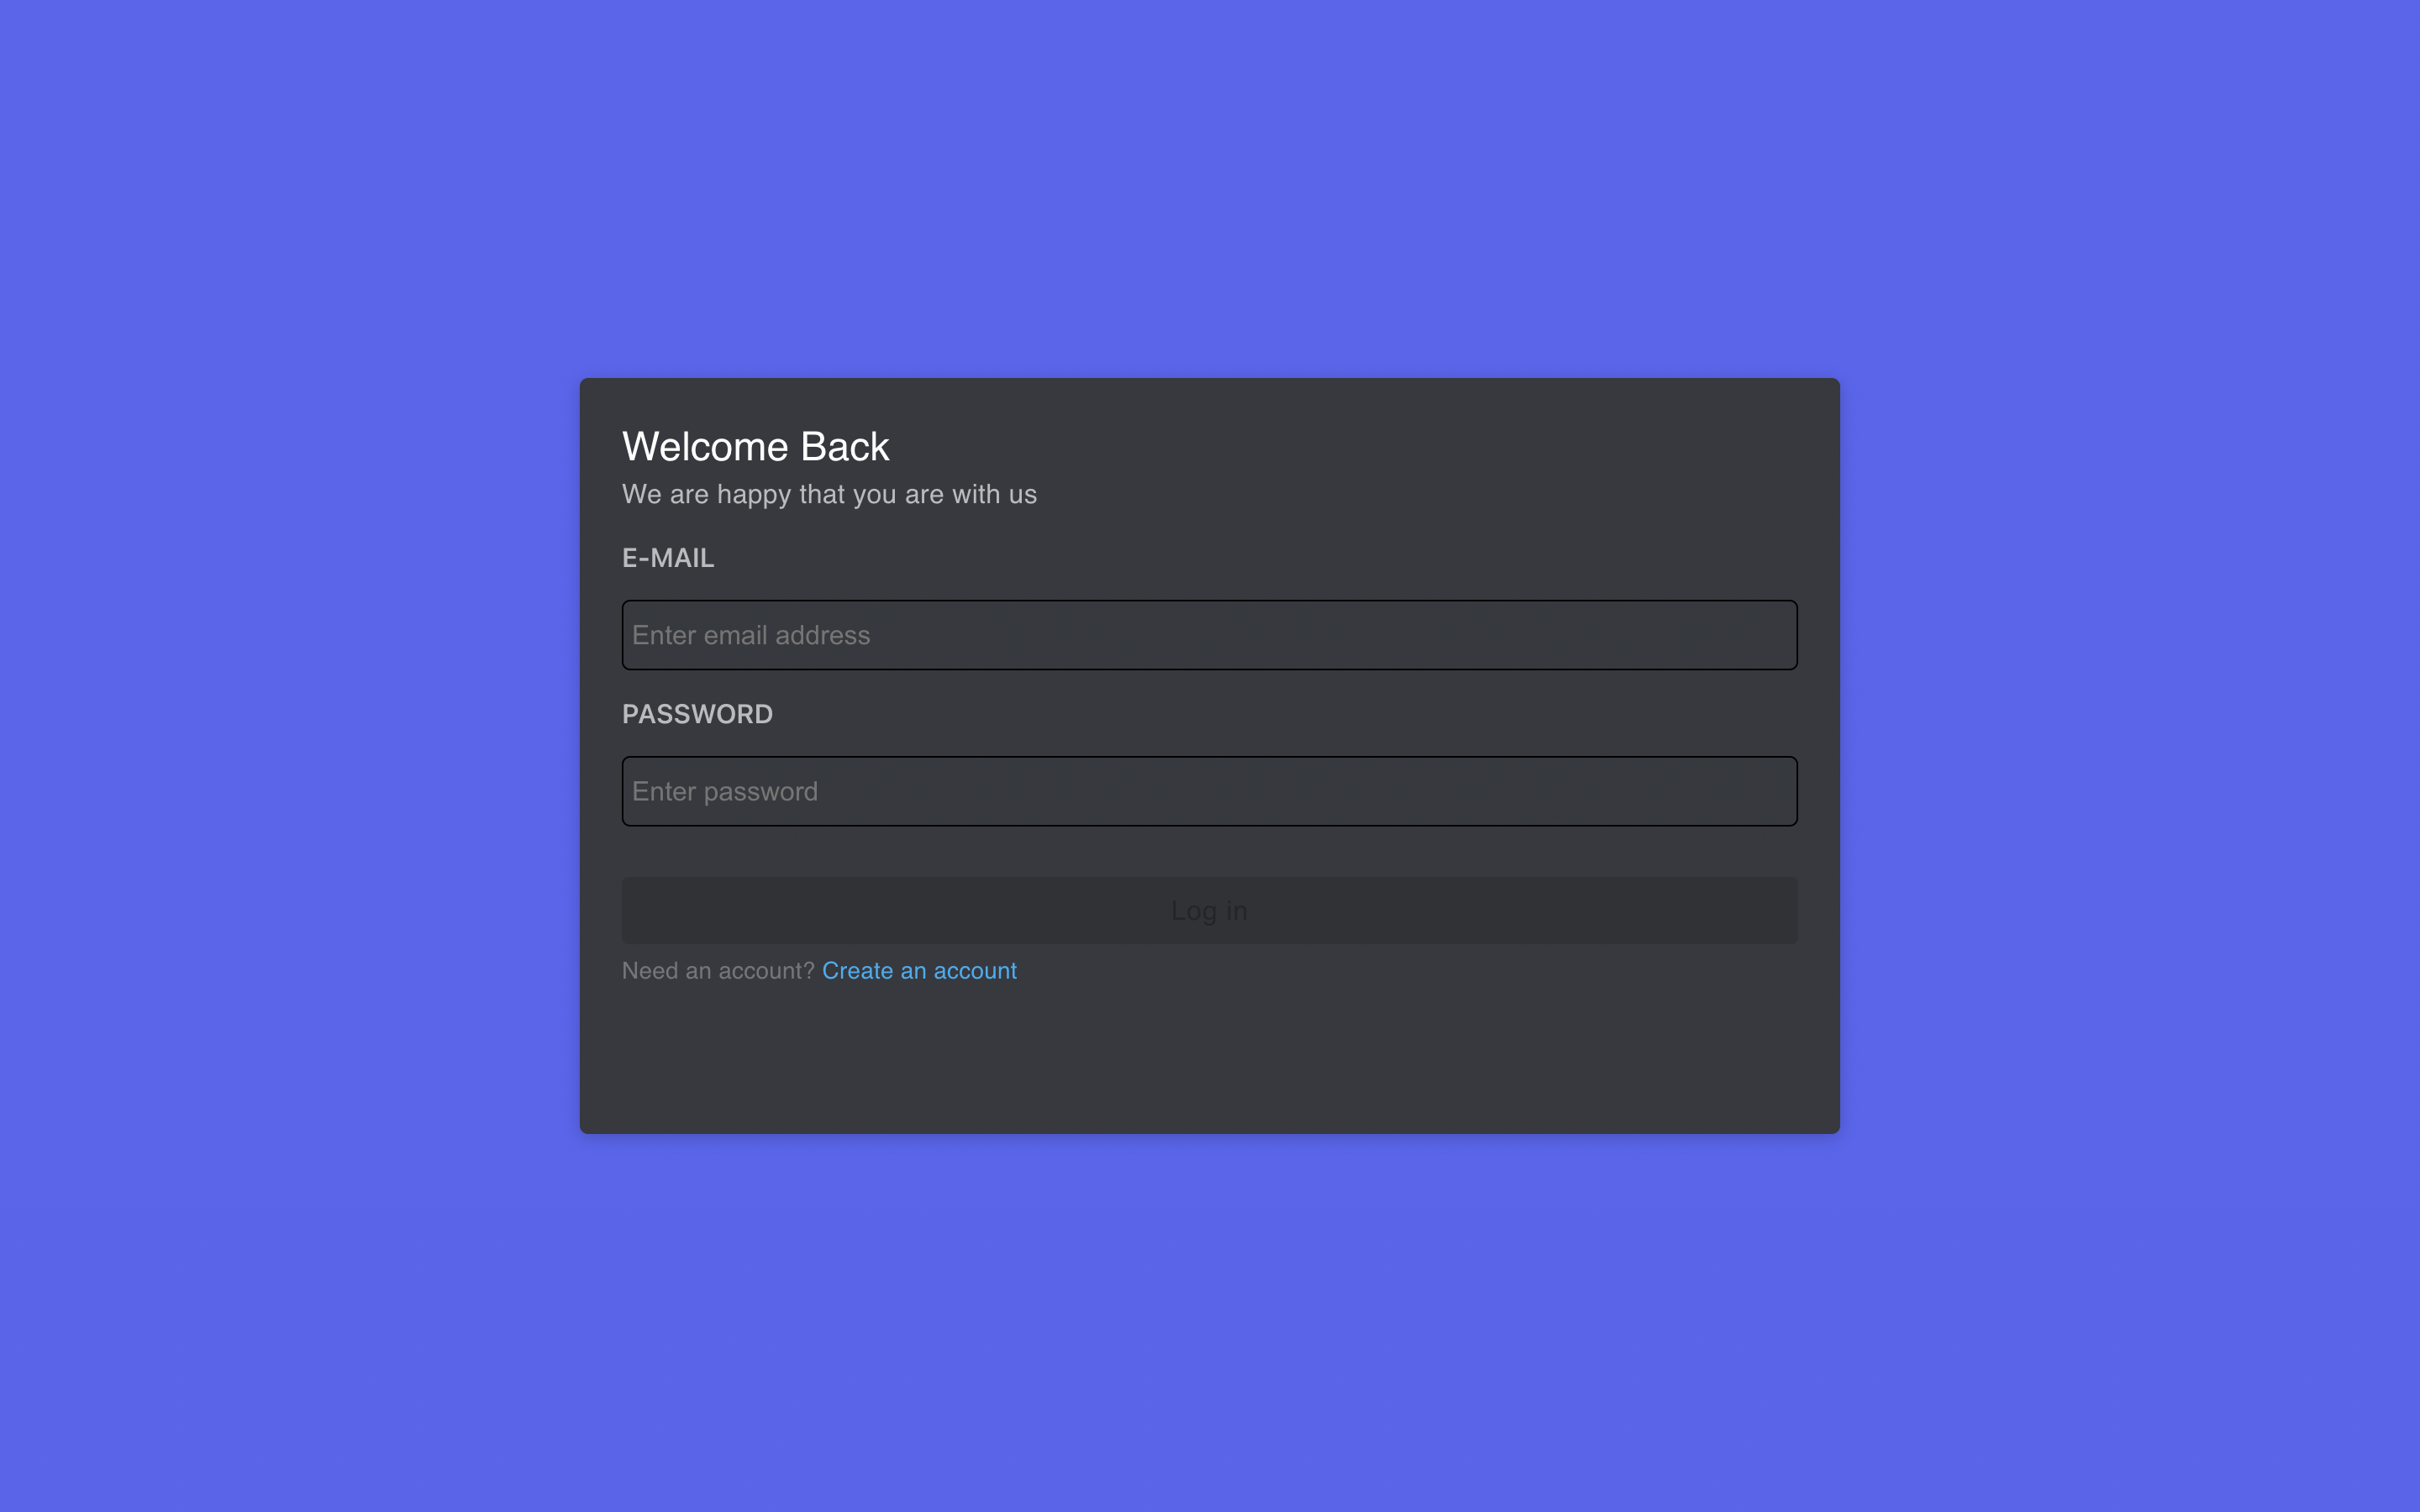 Welcome Back
We are happy that you are with us
E-MAIL
Enter email address
PASSWORD
Enter password
Log in
Need an account? Create an account